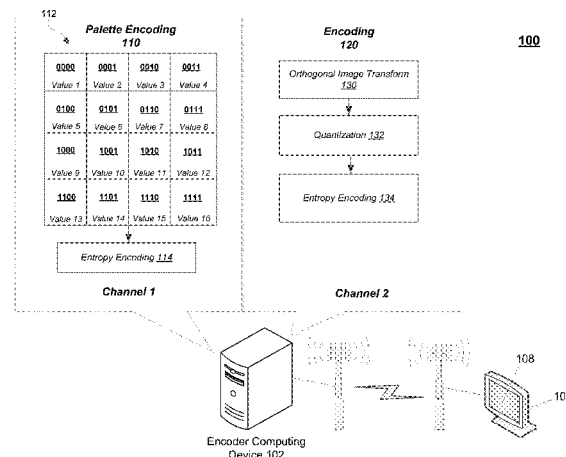 112
Palette Encoding
110
Encoding
120
100
0000 0001 0010 0011
Value 1 Value 2 Value 3 Value 4
0100 0101 0110 0111
Value 5 Value 6 Value 7 Value 8
1000 1001 1010 1011
Value 9 Value 10 Value 11 Value 12
1100 1101 1110 1111
Value 13 Value 14 Value 15 Value 16
Entropy Encoding 114
Channel 1
Orthogonal Image Transform
130
Quantization 132
Entropy Encoding 134
Channel 2
108
10
Encoder Computing
Device 102